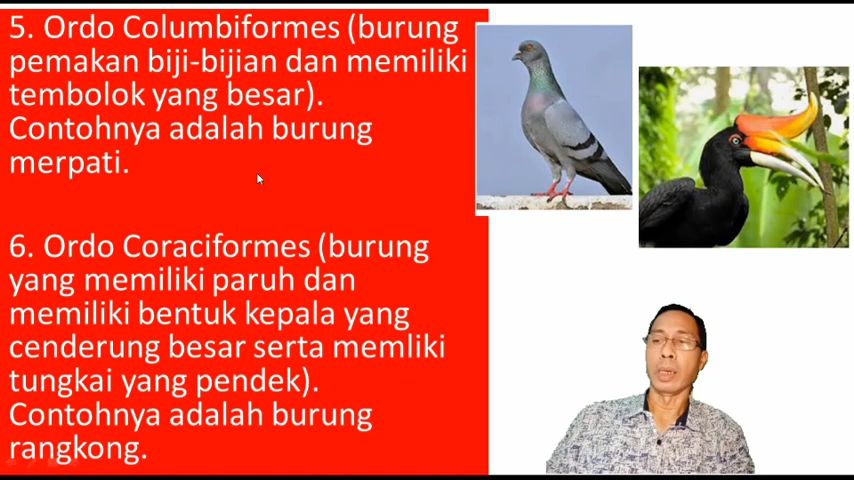 5. Ordo Columbiformes (burung
pemakan biji-bijian dan memiliki
tembolok yang besar).
Contohnya adalah burung
merpati.
6. Ordo Coraciformes (burung
yang memiliki paruh dan
memiliki bentuk kepala yang
cenderung besar serta memliki
tungkai yang pendek).
Contohnya adalah burung
rangkong.